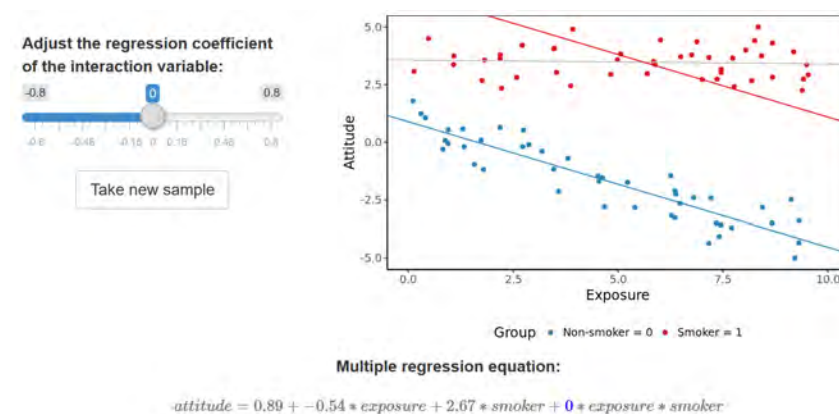 Adjust the regression coefficient
of the interaction variable:
-0.8 0 0.8
-0.8 -0.48 -0.16 0 0.16 0.48 0.8
Take new sample
5.0
2.5
0.0
-2.5
-5.0
Attitude
0.0 2.5 5.0 7.5 10.0
Exposure
Group Non-smoker = 0 Smoker = 1
Multiple regression equation:
attitude = 0.89 + -0.54 * exposure + 2.67 * smoker + 0 * exposure * smoker